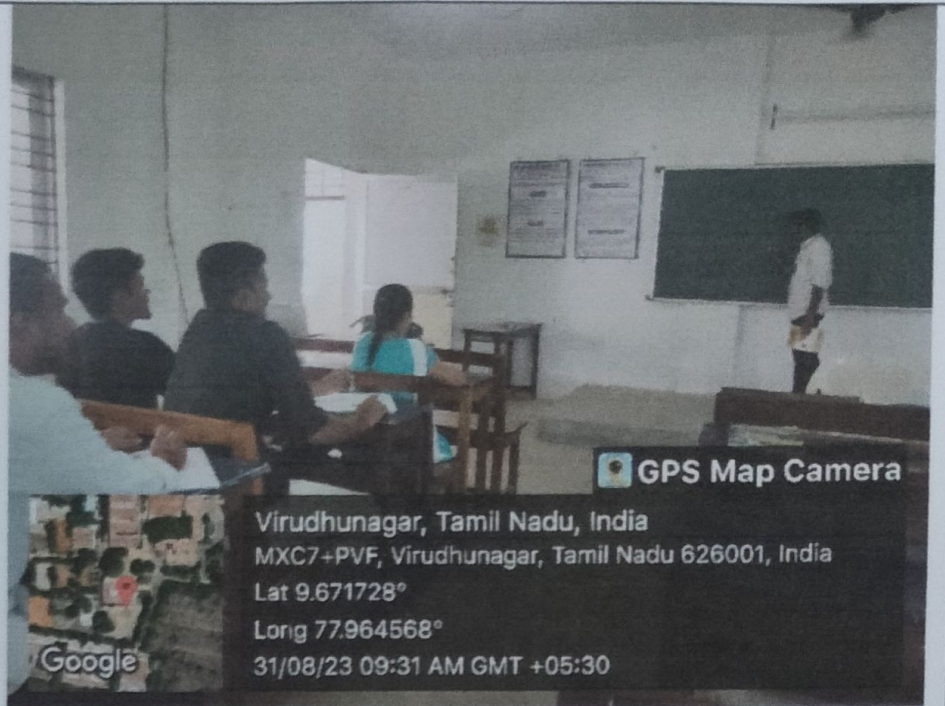 GPS Map Camera
Virudhunagar, Tamil Nadu, India
MXC7+PVF, Virudhunagar, Tamil Nadu 626001, India
Lat 9.671728°
Long 77.964568°
31/08/23 09:31 AM GMT +05:30
Google